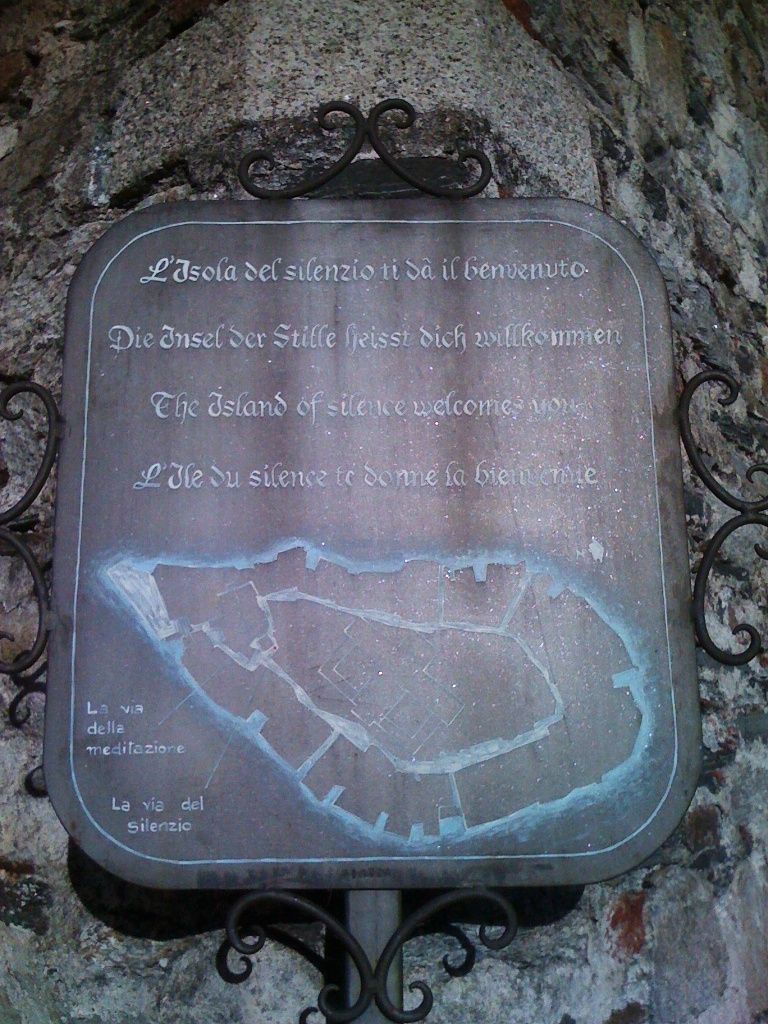 L'Isola del silenzio ti dâ il benvenuto
Die Insel der Stille heisst dich willkommen
The Island of silence welcomes you
L'Ile du silence te donne la bienvenue
La via
della
meditazione
La via del
silenzio